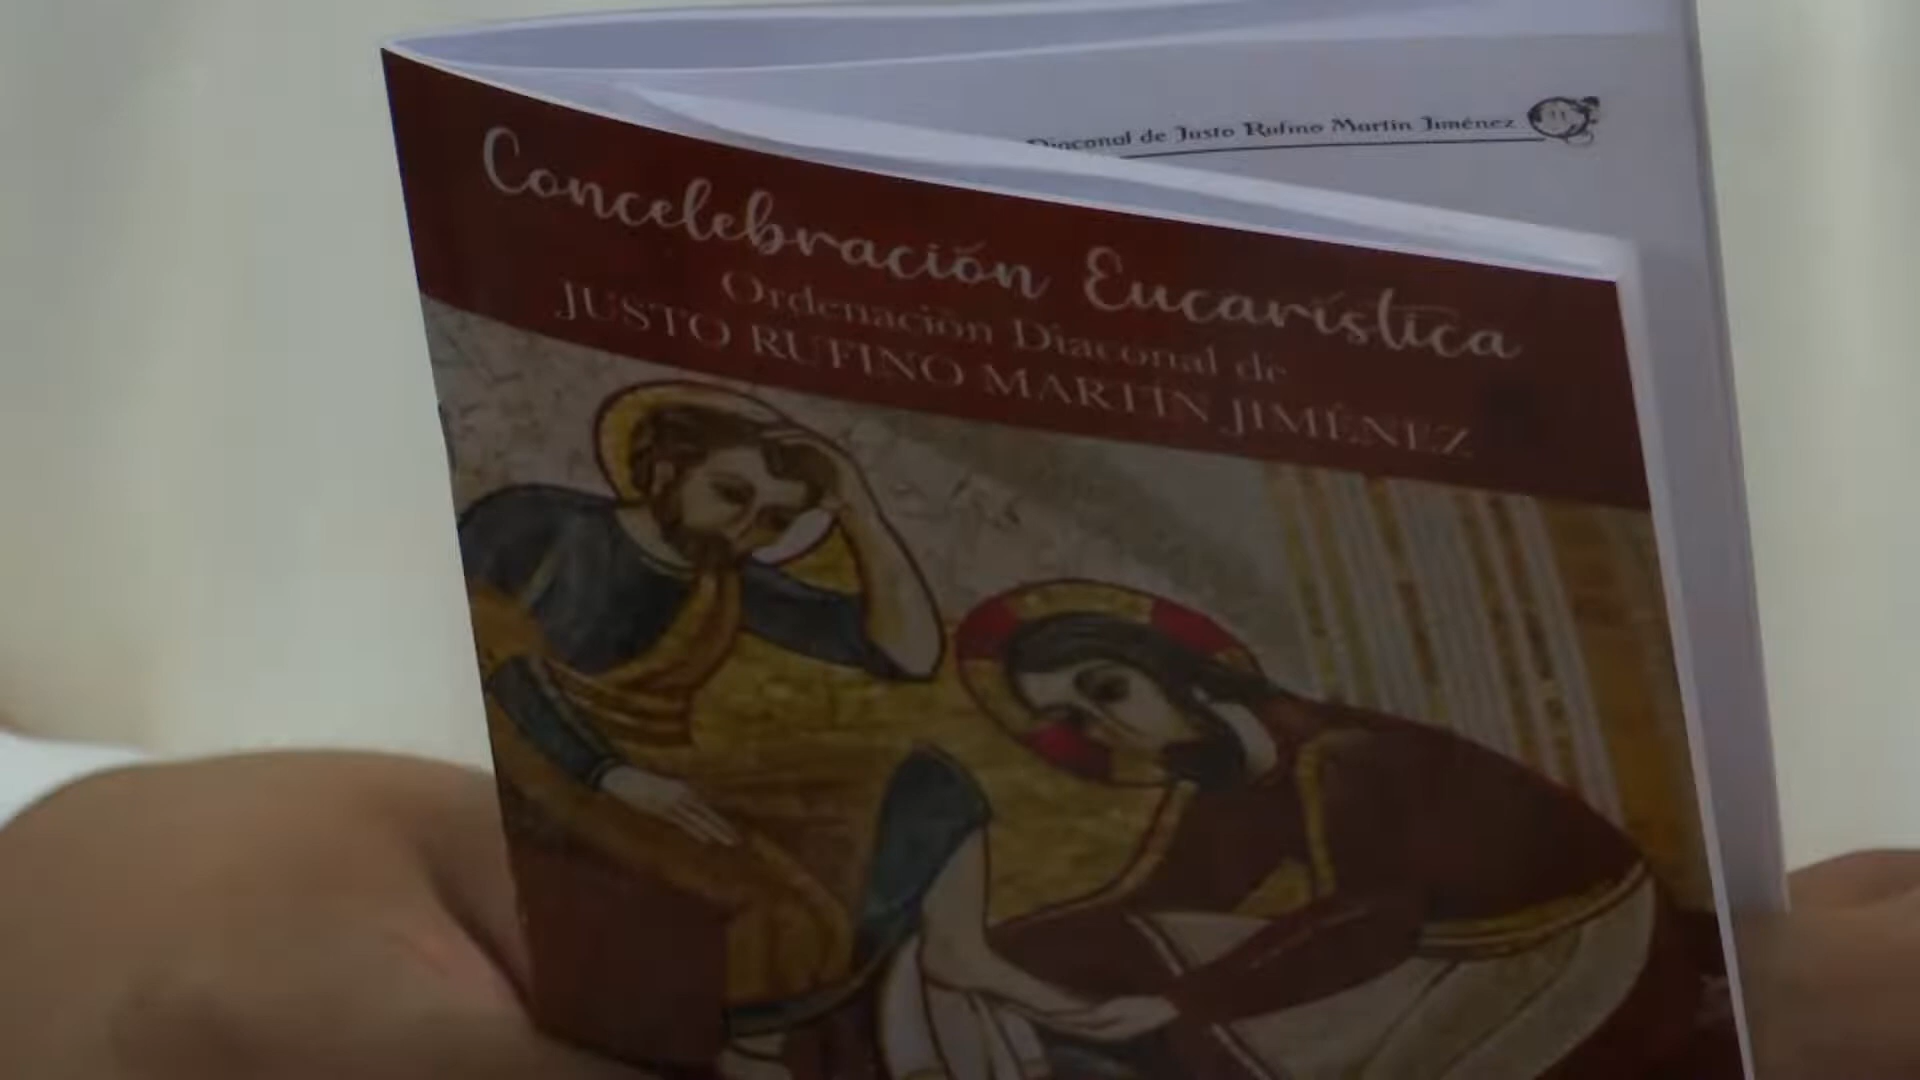 Diaconal de Justo Rufino Martín Jiménez
Concelebración Eucarística
Ordenación Diaconal de
JUSTO RUFINO MARTÍN JIMÉNEZ